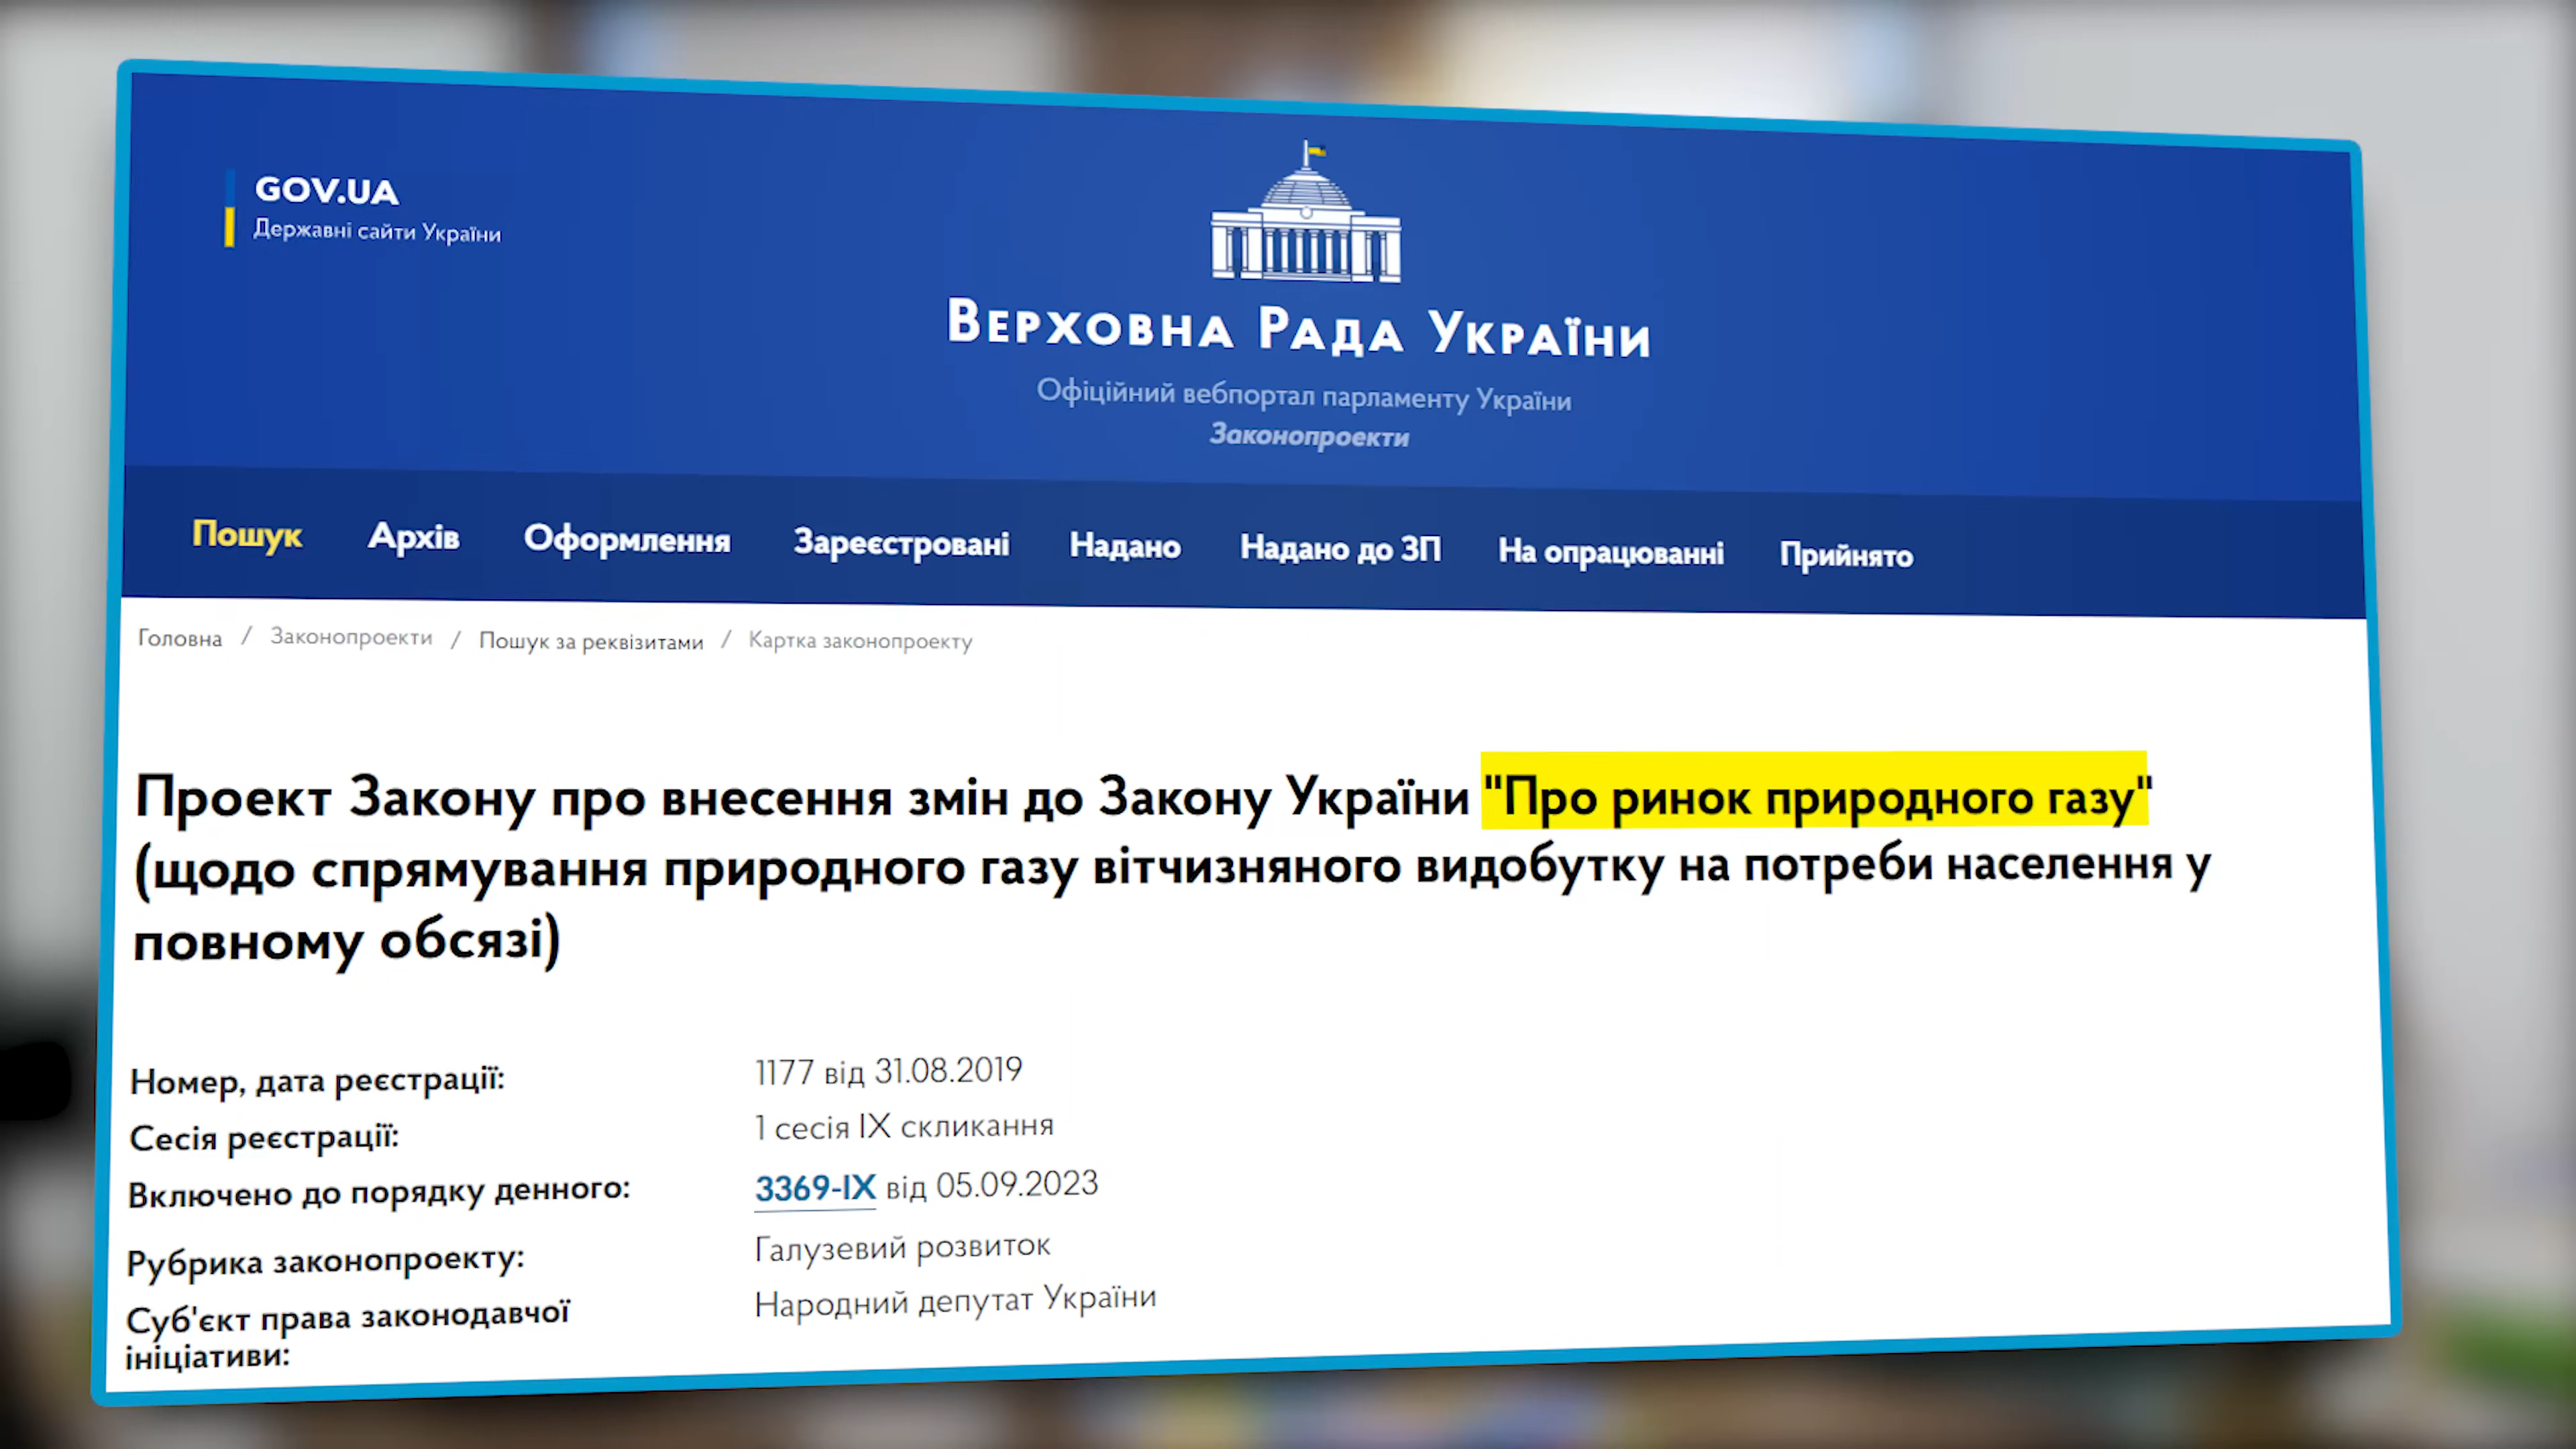 GOV.UA
Державні сайти України
Верховна Рада України
Офіційний вебпортал парламенту України
Законопроекти
Пошук Архів Оформлення Зареєстровані Надано Надано до ЗП На опрацюванні Прийнято
Головна / Законопроекти / Пошук за реквізитами / Картка законопроекту
Проект Закону про внесення змін до Закону України "Про ринок природного газу"
(щодо спрямування природного газу вітчизняного видобутку на потреби населення у
повному обсязі)
Номер, дата реєстрації: 1177 від 31.08.2019
Сесія реєстрації: 1 сесія IX скликання
Включено до порядку денного: 3369-IX від 05.09.2023
Рубрика законопроекту: Галузевий розвиток
Суб'єкт права законодавчої Народний депутат України
ініціативи: